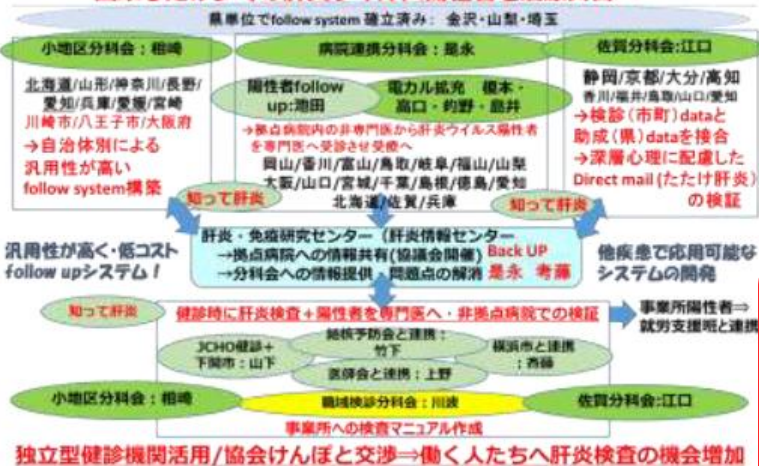 県単位でfollow system 確立済み： 金沢・山梨・埼玉
小地区分科会：相崎
北海道/山形/神奈川/長野/
愛知/兵庫/愛媛/宮崎
川崎市/八王子市/大阪府
→自治体別による
汎用性が高い
follow system構築
病院連携分科会：是永
陽性者follow
up:池田
電カル拡充 榎本・
高口・的野・島井
→拠点病院内の非専門医から肝炎ウイルス陽性者
を専門医へ受診させ受療へ
岡山/香川/富山/鳥取/岐阜/福山/山梨
大阪/山口/宮城/千葉/島根/徳島/愛知
北海道/佐賀/兵庫
佐賀分科会:江口
静岡/京都/大分/高知
香川/福井/鳥取/山口/愛知
→検診（市町）dataと
助成（県）dataを接合
→深層心理に配慮した
Direct mail (たたけ肝炎)
の検証
知って肝炎
知って肝炎
汎用性が高く・低コスト
follow upシステム！
肝炎・免疫研究センター（肝炎情報センター
→拠点病院への情報共有(協議会開催)
→分科会への情報提供・問題点の解消
Back UP
是永 考藤
他疾患で応用可能な
システムの開発
知って肝炎
健診時に肝炎検査＋陽性者を専門医へ・非拠点病院での検証
JCHO健診＋
下関市：山下
結核予防会と連携：
竹下
横浜市と連携
：斉藤
医師会と連携：上野
事業所陽性者⇒
就労支援班と連携
小地区分科会：相崎
職域検診分科会：川波
佐賀分科会:江口
事業所への検査マニュアル作成
独立型健診機関活用/協会けんぽと交渉⇒働く人たちへ肝炎検査の機会増加